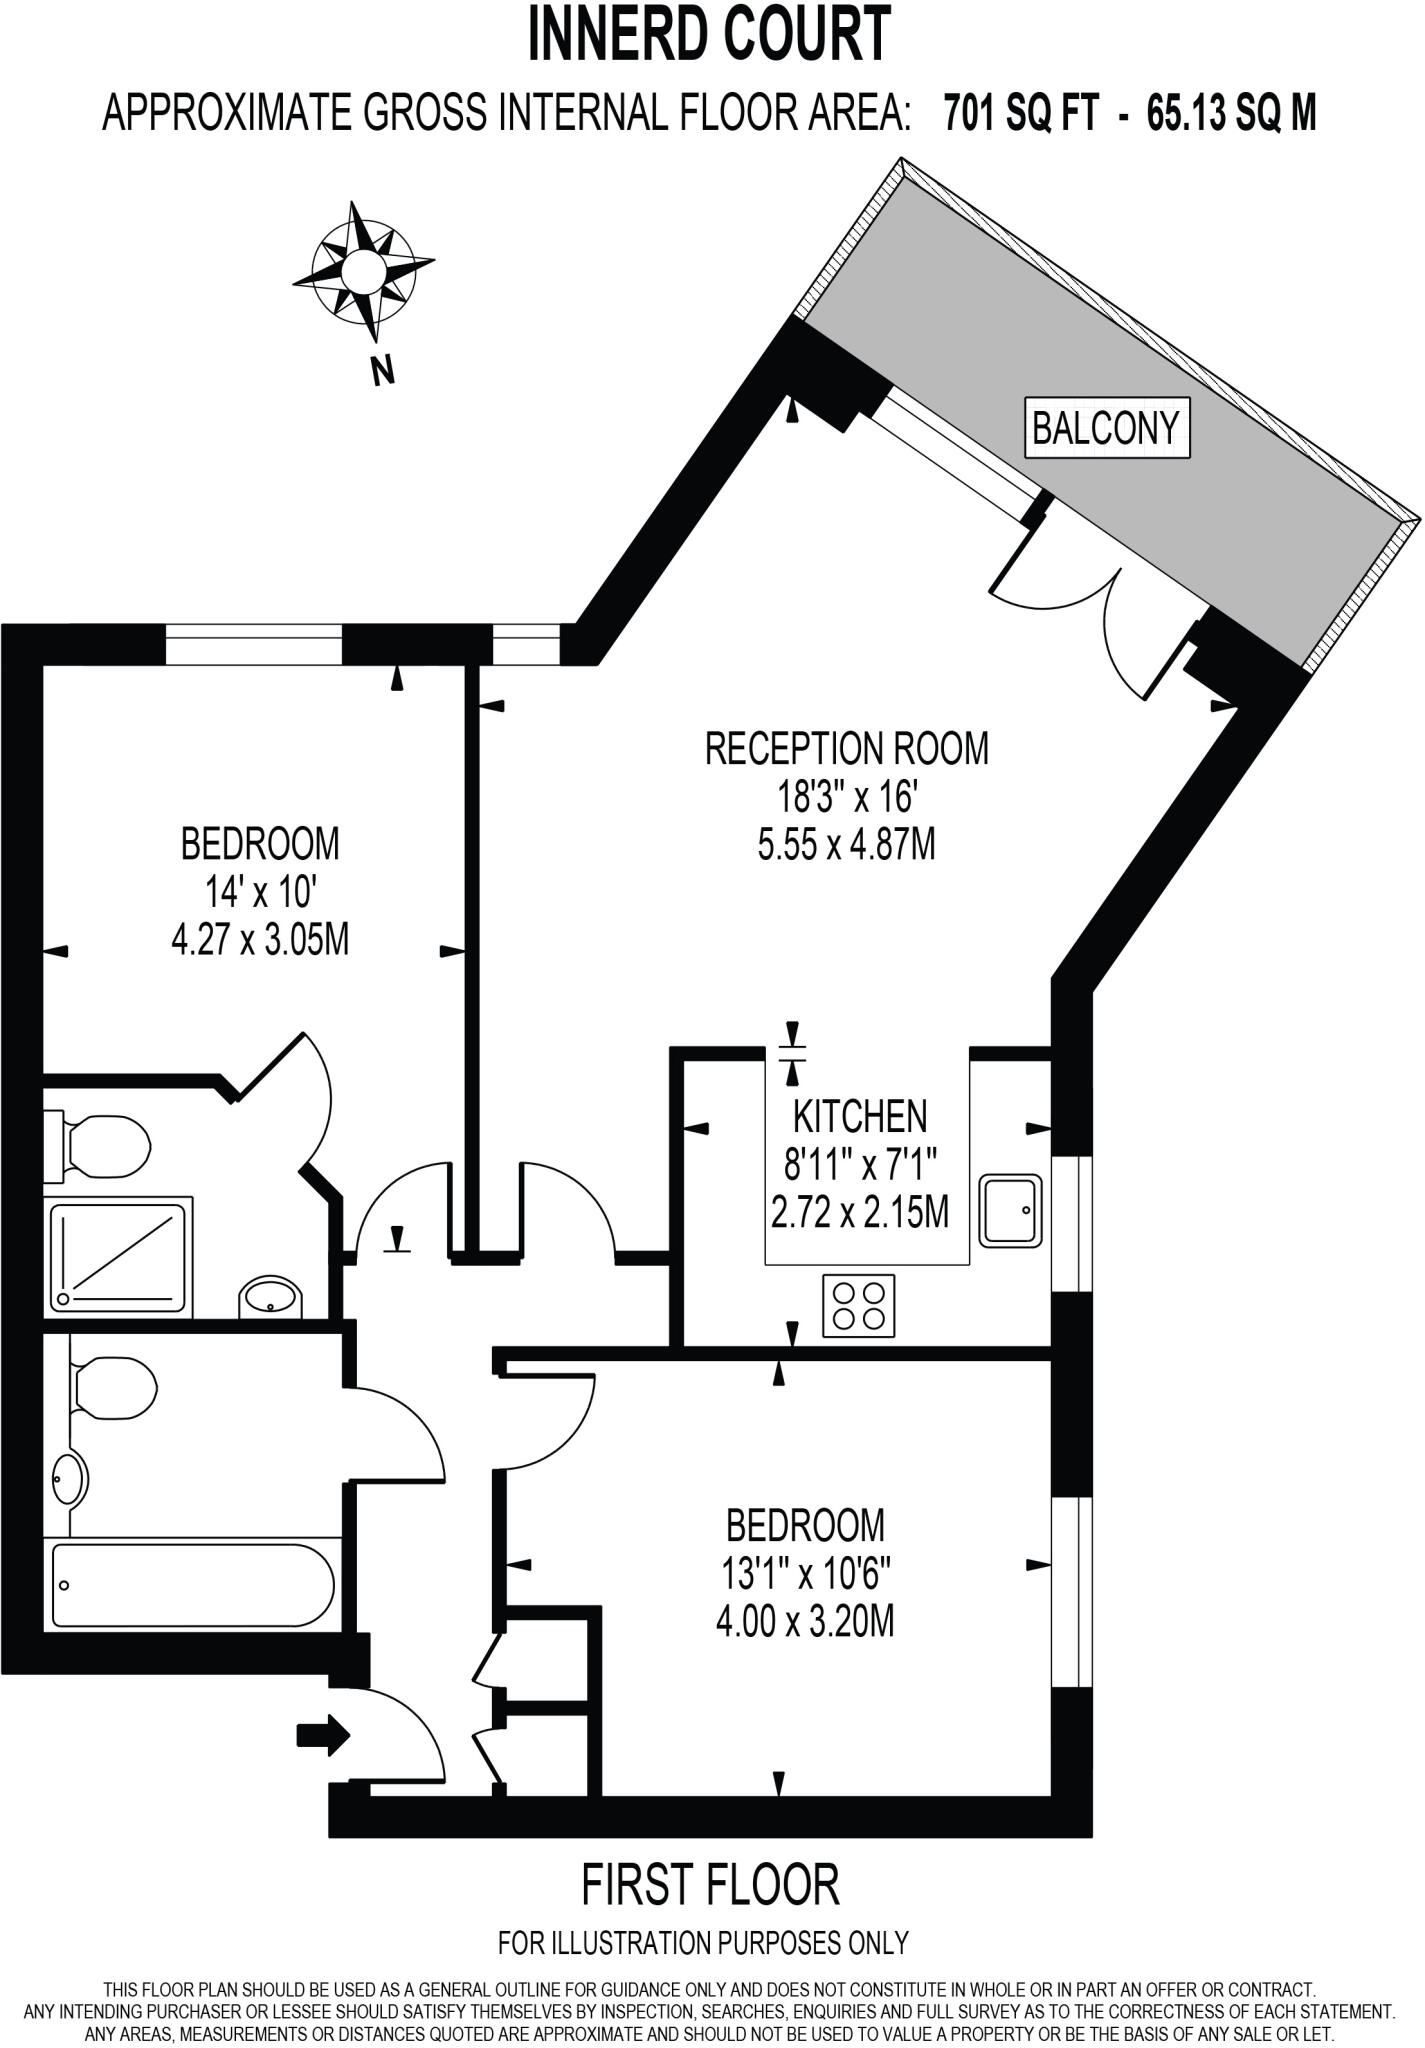 INNERD COURT
APPROXIMATE GROSS INTERNAL FLOOR AREA: 701 SQ FT - 65.13 SQ M
N
BALCONY
RECEPTION ROOM
18'3" x 16'
5.55 x 4.87M
BEDROOM
14' x 10'
4.27 x 3.05M
KITCHEN
8'11" x 7'1"
2.72 x 2.15M
BEDROOM
13'1" x 10'6"
4.00 x 3.20M
FIRST FLOOR
FOR ILLUSTRATION PURPOSES ONLY
THIS FLOOR PLAN SHOULD BE USED AS A GENERAL OUTLINE FOR GUIDANCE ONLY AND DOES NOT CONSTITUTE IN WHOLE OR IN PART AN OFFER OR CONTRACT.
ANY INTENDING PURCHASER OR LESSEE SHOULD SATISFY THEMSELVES BY INSPECTION, SEARCHES, ENQUIRIES AND FULL SURVEY AS TO THE CORRECTNESS OF EACH STATEMENT.
ANY AREAS, MEASUREMENTS OR DISTANCES QUOTED ARE APPROXIMATE AND SHOULD NOT BE USED TO VALUE A PROPERTY OR BE THE BASIS OF ANY SALE OR LET.